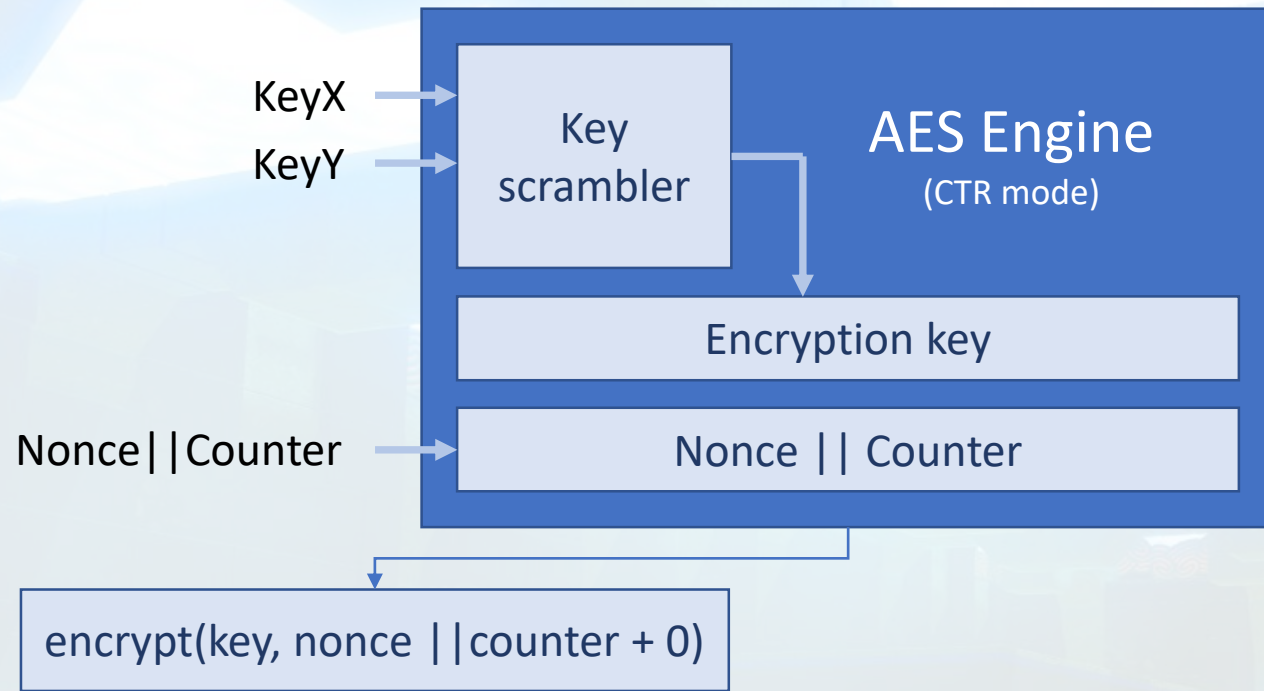 KeyX
KeyY
Key
scrambler
AES Engine
(CTR mode)
Encryption key
Nonce||Counter
Nonce || Counter
encrypt(key, nonce ||counter + 0)